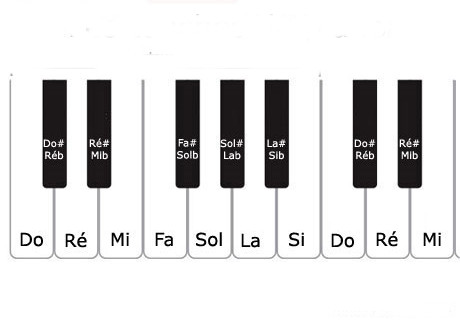 Do# Ré# Fa# Sol# La# Do# Ré#
Réb Mib Solb Lab Sib Réb Mib
Do Ré Mi Fa Sol La Si Do Ré Mi